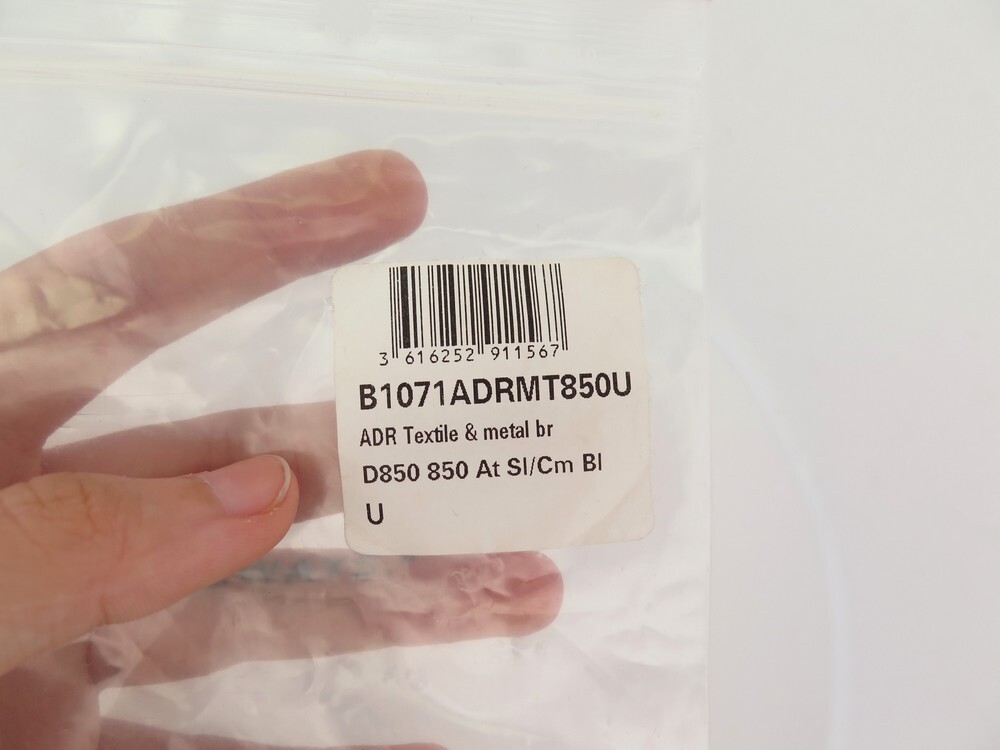 3 616252 911567
B1071ADRMT850U
ADR Textile & metal br
D850 850 At Sl/Cm Bl
U